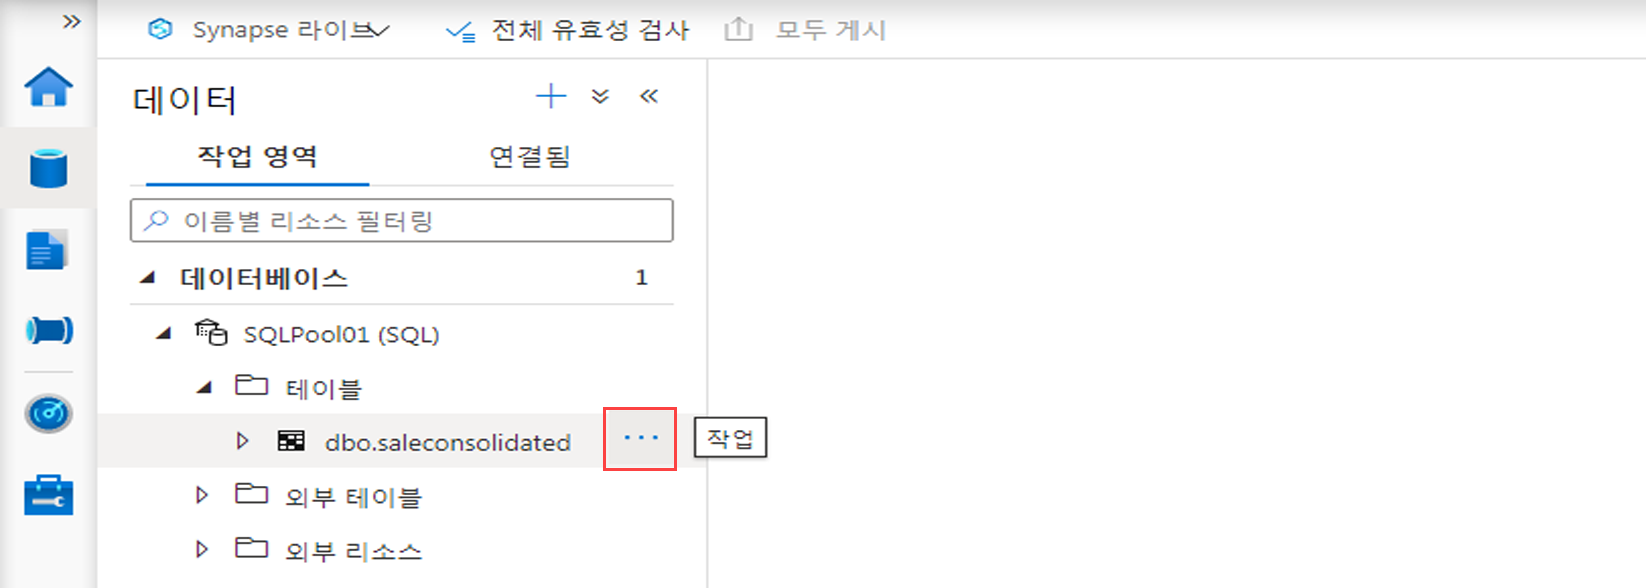 Synapse 라이브 전체 유효성 검사 모두 게시
데이터
작업 영역 연결됨
이름별 리소스 필터링
데이터베이스 1
SQLPool01 (SQL)
테이블
dbo.saleconsolidated ··· 작업
외부 테이블
외부 리소스